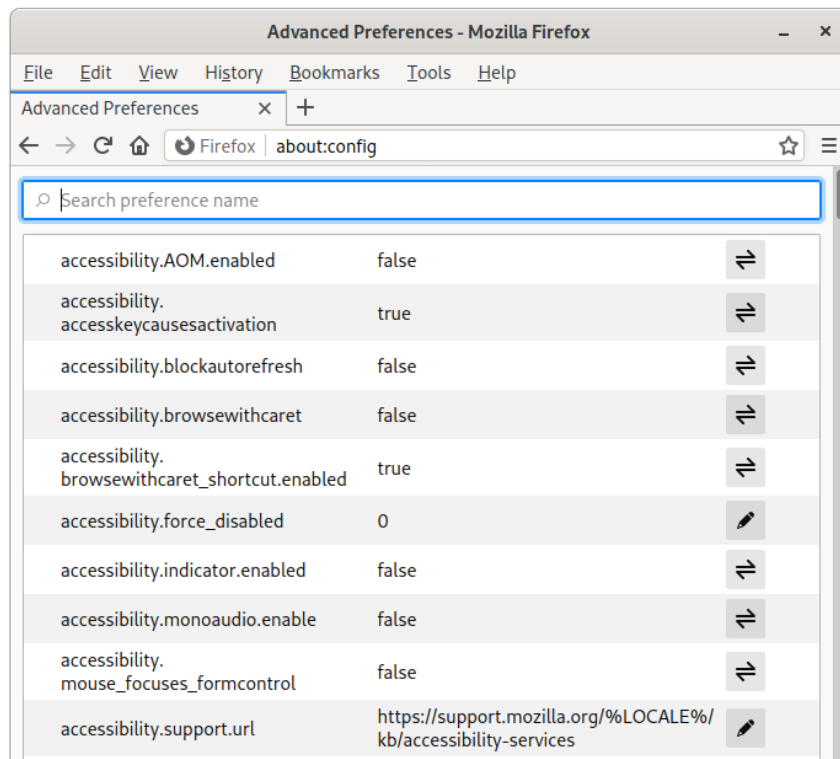 Advanced Preferences - Mozilla Firefox
File Edit View History Bookmarks Tools Help
Advanced Preferences
Firefox about:config
Search preference name
accessibility.AOM.enabled false
accessibility.
accesskeycausesactivation true
accessibility.blockautorefresh false
accessibility.browsewithcaret false
accessibility.
browsewithcaret_shortcut.enabled true
accessibility.force_disabled 0
accessibility.indicator.enabled false
accessibility.monoaudio.enable false
accessibility.
mouse_focuses_formcontrol false
accessibility.support.url https://support.mozilla.org/%LOCALE%/
kb/accessibility-services